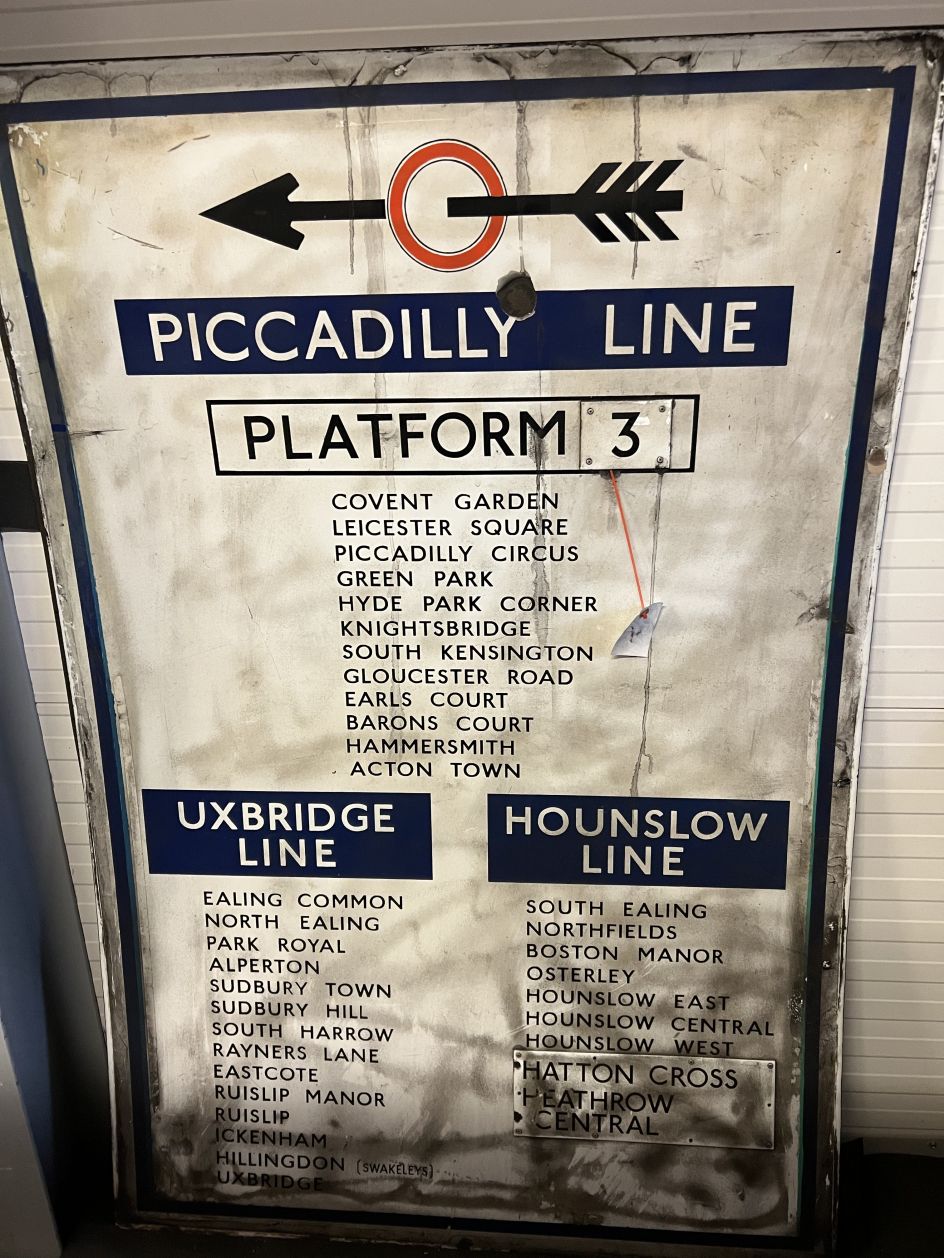 PICCADILLY LINE
PLATFORM 3
COVENT GARDEN
LEICESTER SQUARE
PICCADILLY CIRCUS
GREEN PARK
HYDE PARK CORNER
KNIGHTSBRIDGE
SOUTH KENSINGTON
GLOUCESTER ROAD
EARLS COURT
BARONS COURT
HAMMERSMITH
ACTON TOWN
UXBRIDGE
LINE
EALING COMMON
NORTH EALING
PARK ROYAL
ALPERTON
SUDBURY TOWN
SUDBURY HILL
SOUTH HARROW
RAYNERS LANE
EASTCOTE
RUISLIP MANOR
RUISLIP
ICKENHAM
HILLINGDON (SWAKELEYS)
UXBRIDGE
HOUNSLOW
LINE
SOUTH EALING
NORTHFIELDS
BOSTON MANOR
OSTERLEY
HOUNSLOW EAST
HOUNSLOW CENTRAL
HOUNSLOW WEST
HATTON CROSS
HEATHROW
CENTRAL